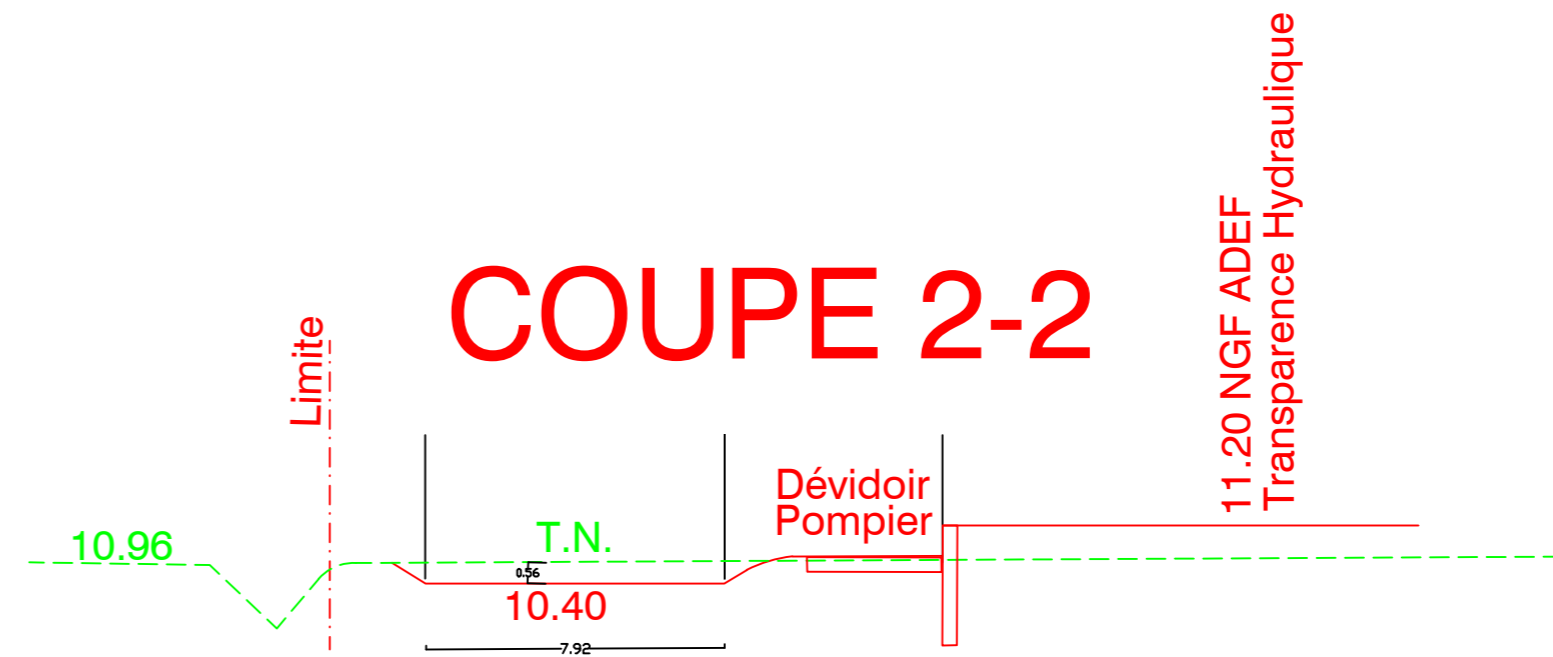 11.20 NGF ADEF
Transparence Hydraulique
COUPE 2-2
Limite
Dévidoir
Pompier
10.96
T.N.
0.56
10.40
7.92